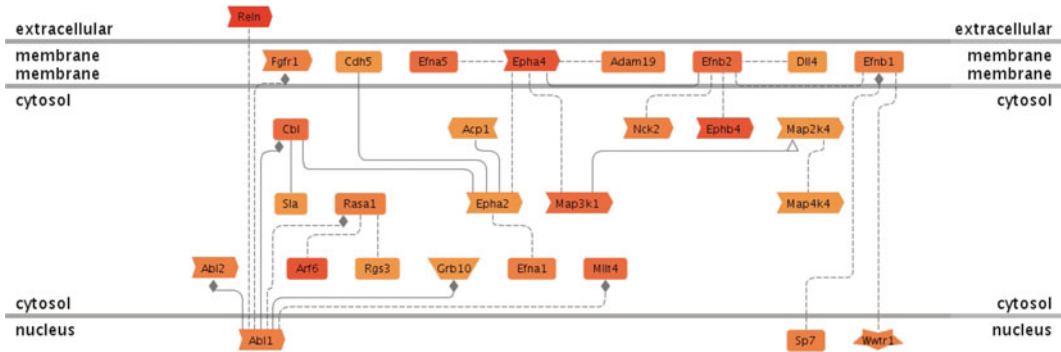 Reln
extracellular
extracellular
membrane
membrane
Fgfr1
Cdh5
Efna5
Epha4
Adam19
Efnb2
Dll4
Efnb1
membrane
membrane
cytosol
cytosol
Cbl
Acp1
Nck2
Ephb4
Map2k4
Sla
Rasa1
Epha2
Map3k1
Map4k4
Abl2
Arf6
Rgs3
Grb10
Efna1
Mllt4
cytosol
cytosol
nucleus
nucleus
Abl1
Sp7
Wwtr1